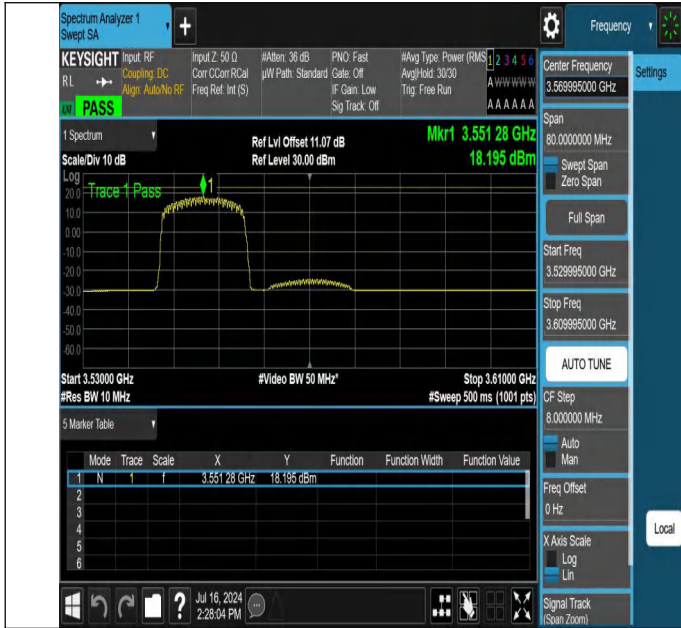 Spectrum Analyzer 1
Swept SA
Frequency
KEYSIGHT
RL
PASS
Input: RF
Coupling: DC
Align: Auto/No RF
Input Z: 50 Ω
Corr CCorr RCal
Freq Ref: Int (S)
#Atten: 36 dB
µW Path: Standard
PNO: Fast
Gate: Off
IF Gain: Low
Sig Track: Off
#Avg Type: Power (RMS
Avg|Hold: 30/30
Trig: Free Run
1 2 3 4 5 6
A W W W W W
A A A A A A
1 Spectrum
Scale/Div 10 dB
Ref Lvl Offset 11.07 dB
Ref Level 30.00 dBm
Mkr1 3.551 28 GHz
18.195 dBm
Log
Trace 1 Pass
1
20.0
10.0
0.00
-10.0
-20.0
-30.0
-40.0
-50.0
-60.0
Start 3.53000 GHz
#Res BW 10 MHz
#Video BW 50 MHz*
Stop 3.61000 GHz
#Sweep 500 ms (1001 pts)
5 Marker Table
Mode Trace Scale X Y Function Function Width Function Value
1 N 1 f 3.551 28 GHz 18.195 dBm
2
3
4
5
6
Jul 16, 2024
2:28:04 PM
Center Frequency
3.569995000 GHz
Settings
Span
80.0000000 MHz
Swept Span
Zero Span
Full Span
Start Freq
3.529995000 GHz
Stop Freq
3.609995000 GHz
AUTO TUNE
CF Step
8.000000 MHz
Auto
Man
Freq Offset
0 Hz
X Axis Scale
Log
Lin
Local
Signal Track
(Span Zoom)